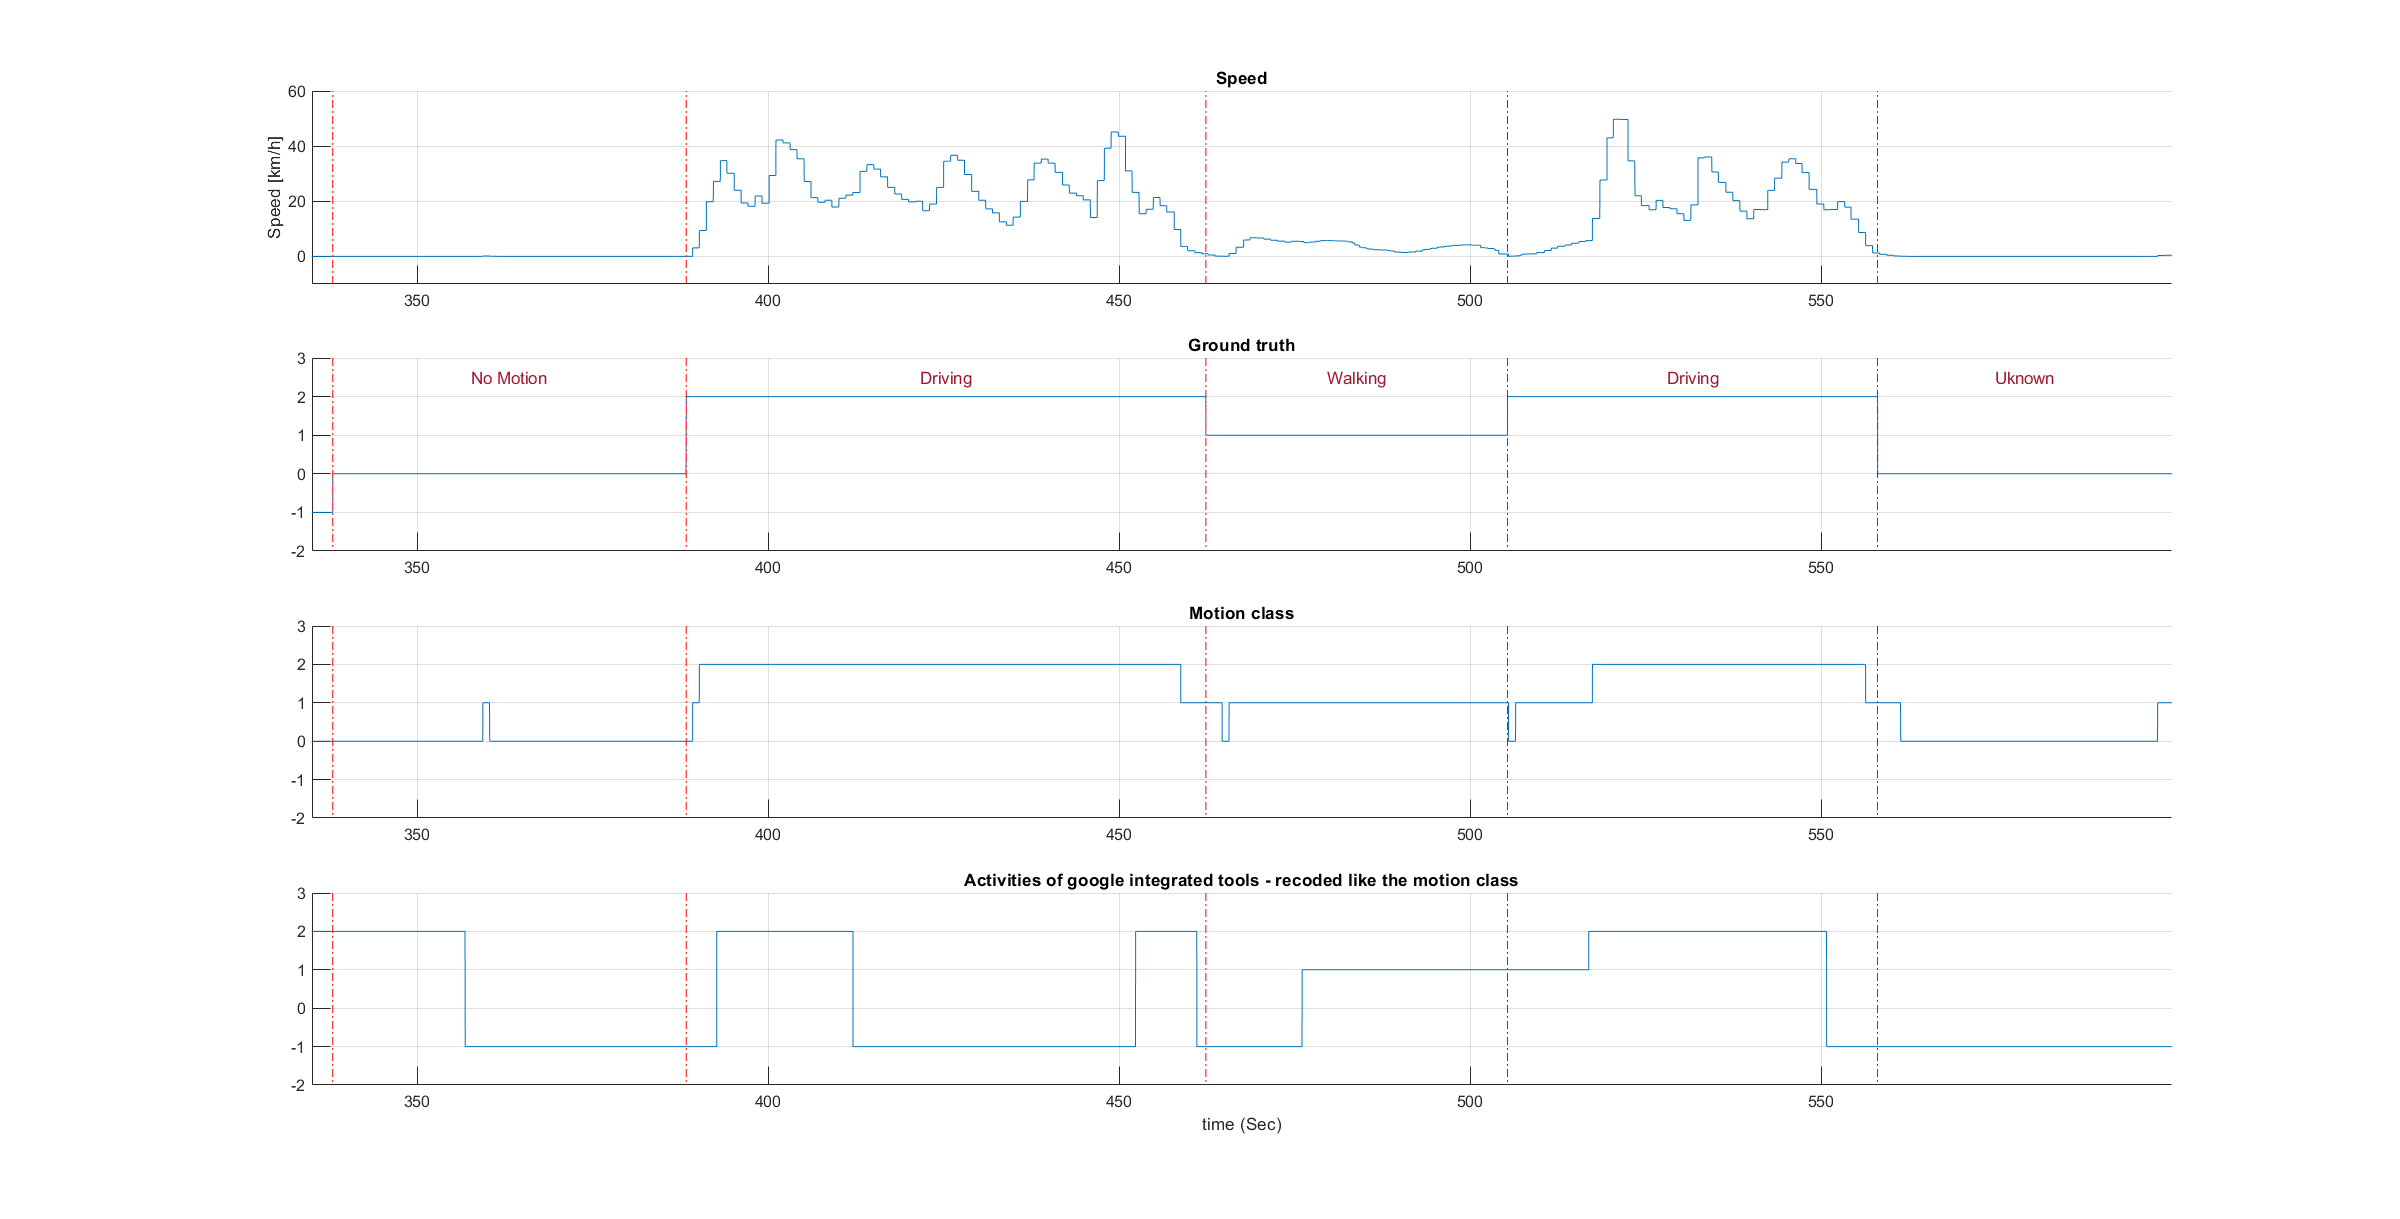 Speed
Speed [km/h]
60
40
20
0
350 400 450 500 550
Ground truth
3
2
1
0
-1
-2
No Motion Driving Walking Driving Uknown
350 400 450 500 550
Motion class
3
2
1
0
-1
-2
350 400 450 500 550
Activities of google integrated tools - recoded like the motion class
3
2
1
0
-1
-2
350 400 450 500 550
time (Sec)